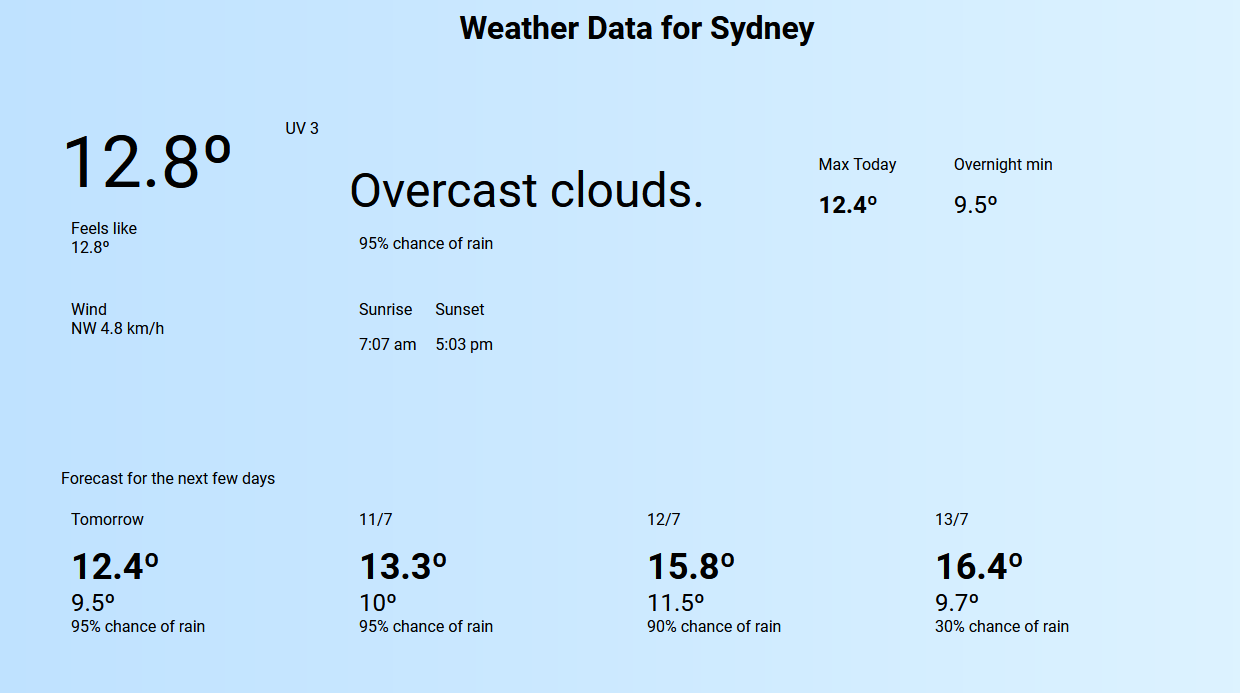 Weather Data for Sydney
12.8º
UV 3
Feels like
12.8º
Wind
NW 4.8 km/h
Overcast clouds.
95% chance of rain
Sunrise Sunset
7:07 am 5:03 pm
Max Today Overnight min
12.4º 9.5º
Forecast for the next few days
Tomorrow
12.4º
9.5º
95% chance of rain
11/7
13.3º
10º
95% chance of rain
12/7
15.8º
11.5º
90% chance of rain
13/7
16.4º
9.7º
30% chance of rain